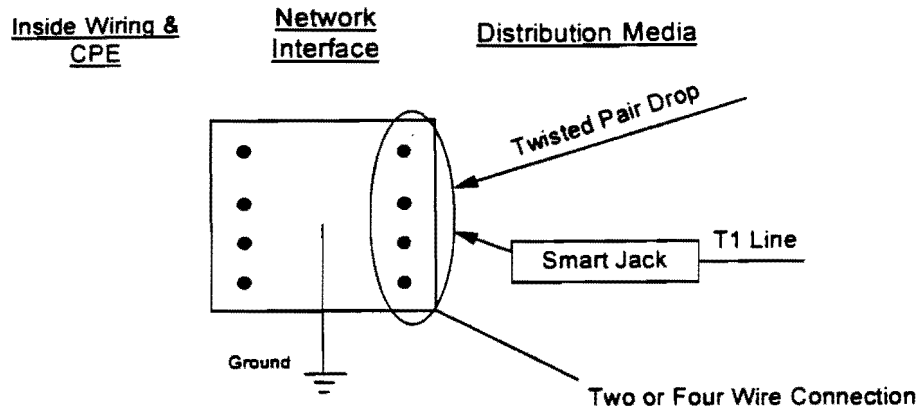 Inside Wiring &
CPE
Network
Interface
Distribution Media
Twisted Pair Drop
T1 Line
Smart Jack
Ground
Two or Four Wire Connection